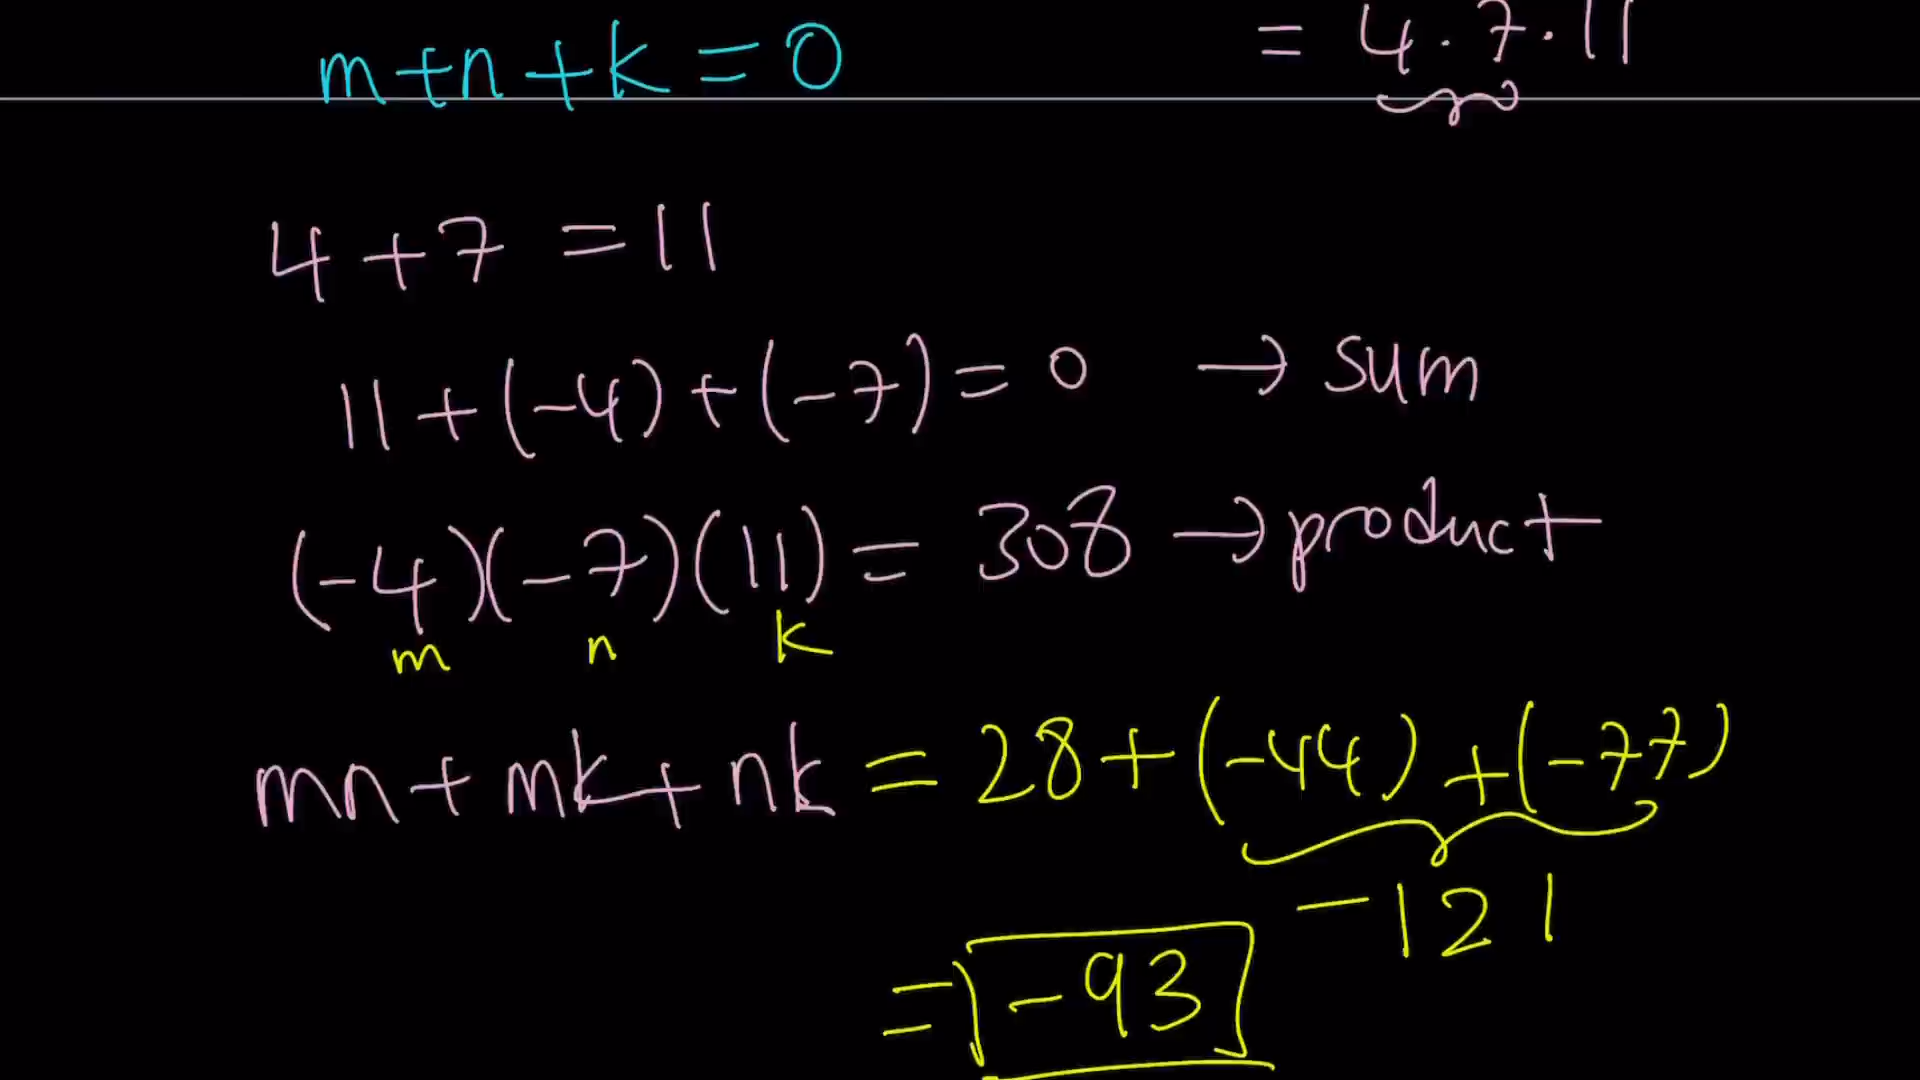 m+n+k=0
= 4·7·11
4+7=11
11+(-4)+(-7)=0 → sum
(-4)(-7)(11)=308 → product
m n k
mn+mk+nk=28+(-44)+(-77)
-121
=-93